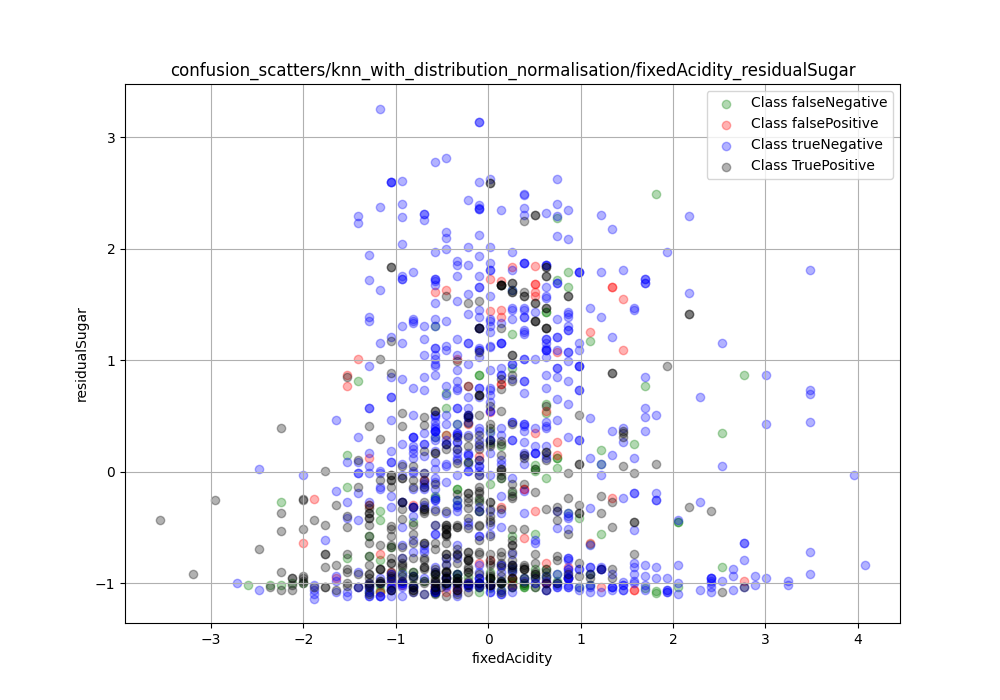 confusion_scatters/knn_with_distribution_normalisation/fixedAcidity_residualSugar
Class falseNegative
Class falsePositive
Class trueNegative
Class TruePositive
3
2
1
0
−1
residualSugar
−3 −2 −1 0 1 2 3 4
fixedAcidity